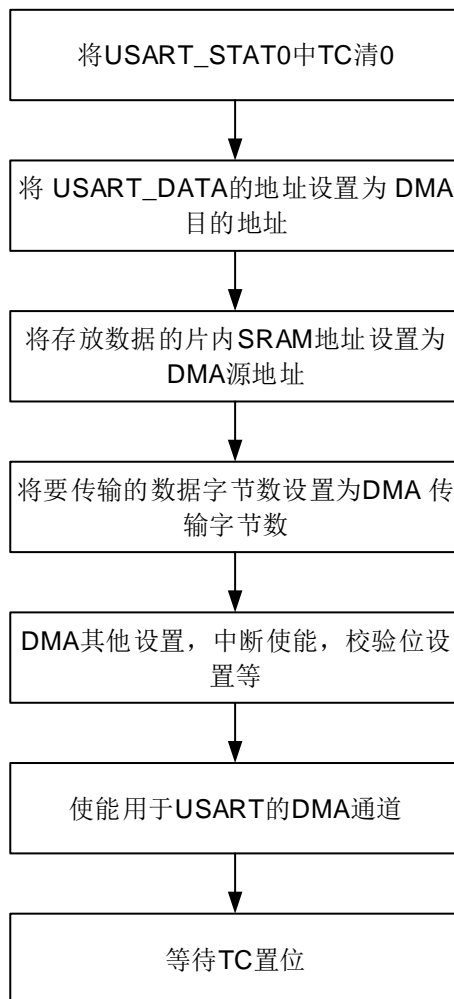 将USART_STAT0中TC清0
将 USART_DATA的地址设置为 DMA
目的地址
将存放数据的片内SRAM地址设置为
DMA源地址
将要传输的数据字节数设置为DMA 传
输字节数
DMA其他设置，中断使能，校验位设
置等
使能用于USART的DMA通道
等待TC置位